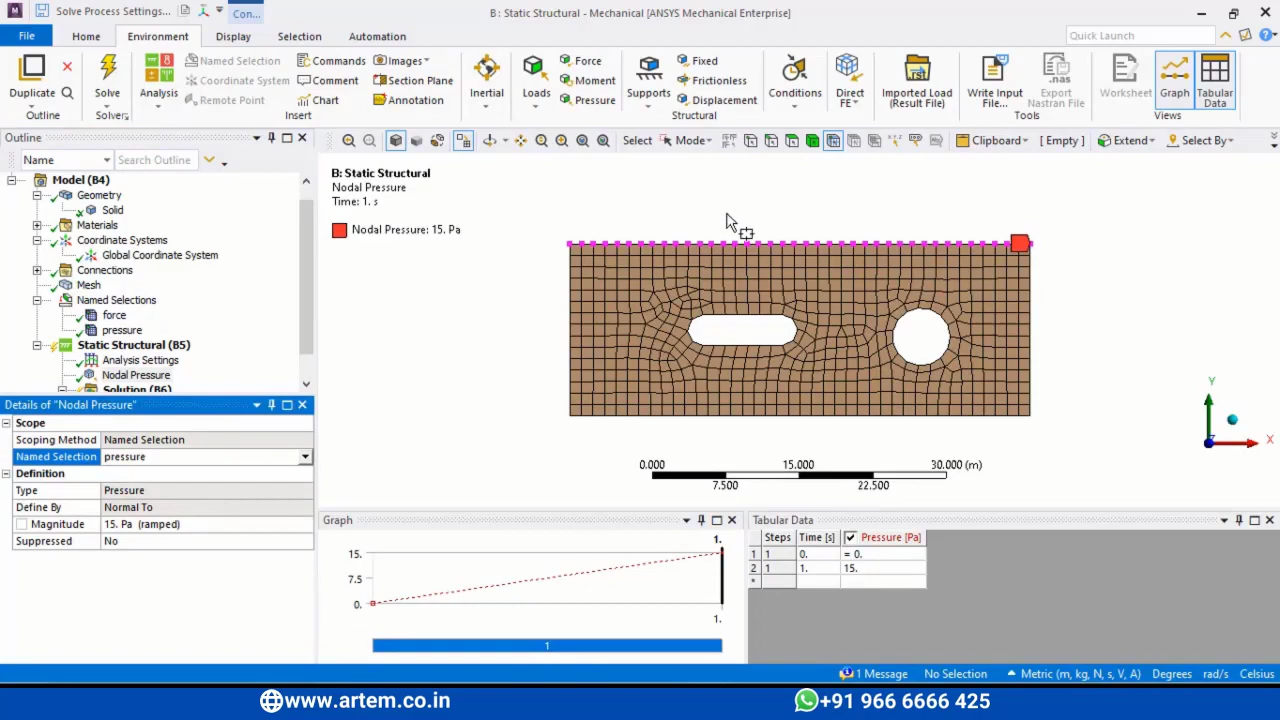 Solve Process Settings...
Con...
B : Static Structural - Mechanical [ANSYS Mechanical Enterprise]
File
Home
Environment
Display
Selection
Automation
Quick Launch
Duplicate
Outline
Solve
Solver
Analysis
Named Selection
Coordinate System
Remote Point
Commands
Comment
Chart
Images
Section Plane
Annotation
Insert
Inertial
Loads
Force
Moment
Pressure
Supports
Fixed
Frictionless
Displacement
Conditions
Direct
FE
Structural
Imported Load
(Result File)
Write Input
File...
Export
Nastran File
.nas
Tools
Worksheet
Graph
Tabular
Data
Views
Outline
Name
Search Outline
Select
Mode
Clipboard
[ Empty ]
Extend
Select By
Model (B4)
Geometry
Solid
Materials
Coordinate Systems
Global Coordinate System
Connections
Mesh
Named Selections
force
pressure
Static Structural (B5)
Analysis Settings
Nodal Pressure
Solution (B6)
B: Static Structural
Nodal Pressure
Time: 1. s
Nodal Pressure: 15. Pa
0.000 15.000 30.000 (m)
7.500 22.500
Y
X
Z
Details of "Nodal Pressure"
Scope
Scoping Method Named Selection
Named Selection pressure
Definition
Type Pressure
Define By Normal To
Magnitude 15. Pa (ramped)
Suppressed No
Graph
1.
15.
7.5
0.
1.
1
Tabular Data
Steps Time [s] Pressure [Pa]
1 1 0. = 0.
2 1 1. 15.
*
1 Message No Selection Metric (m, kg, N, s, V, A) Degrees rad/s Celsius
www.artem.co.in
+91 966 6666 425